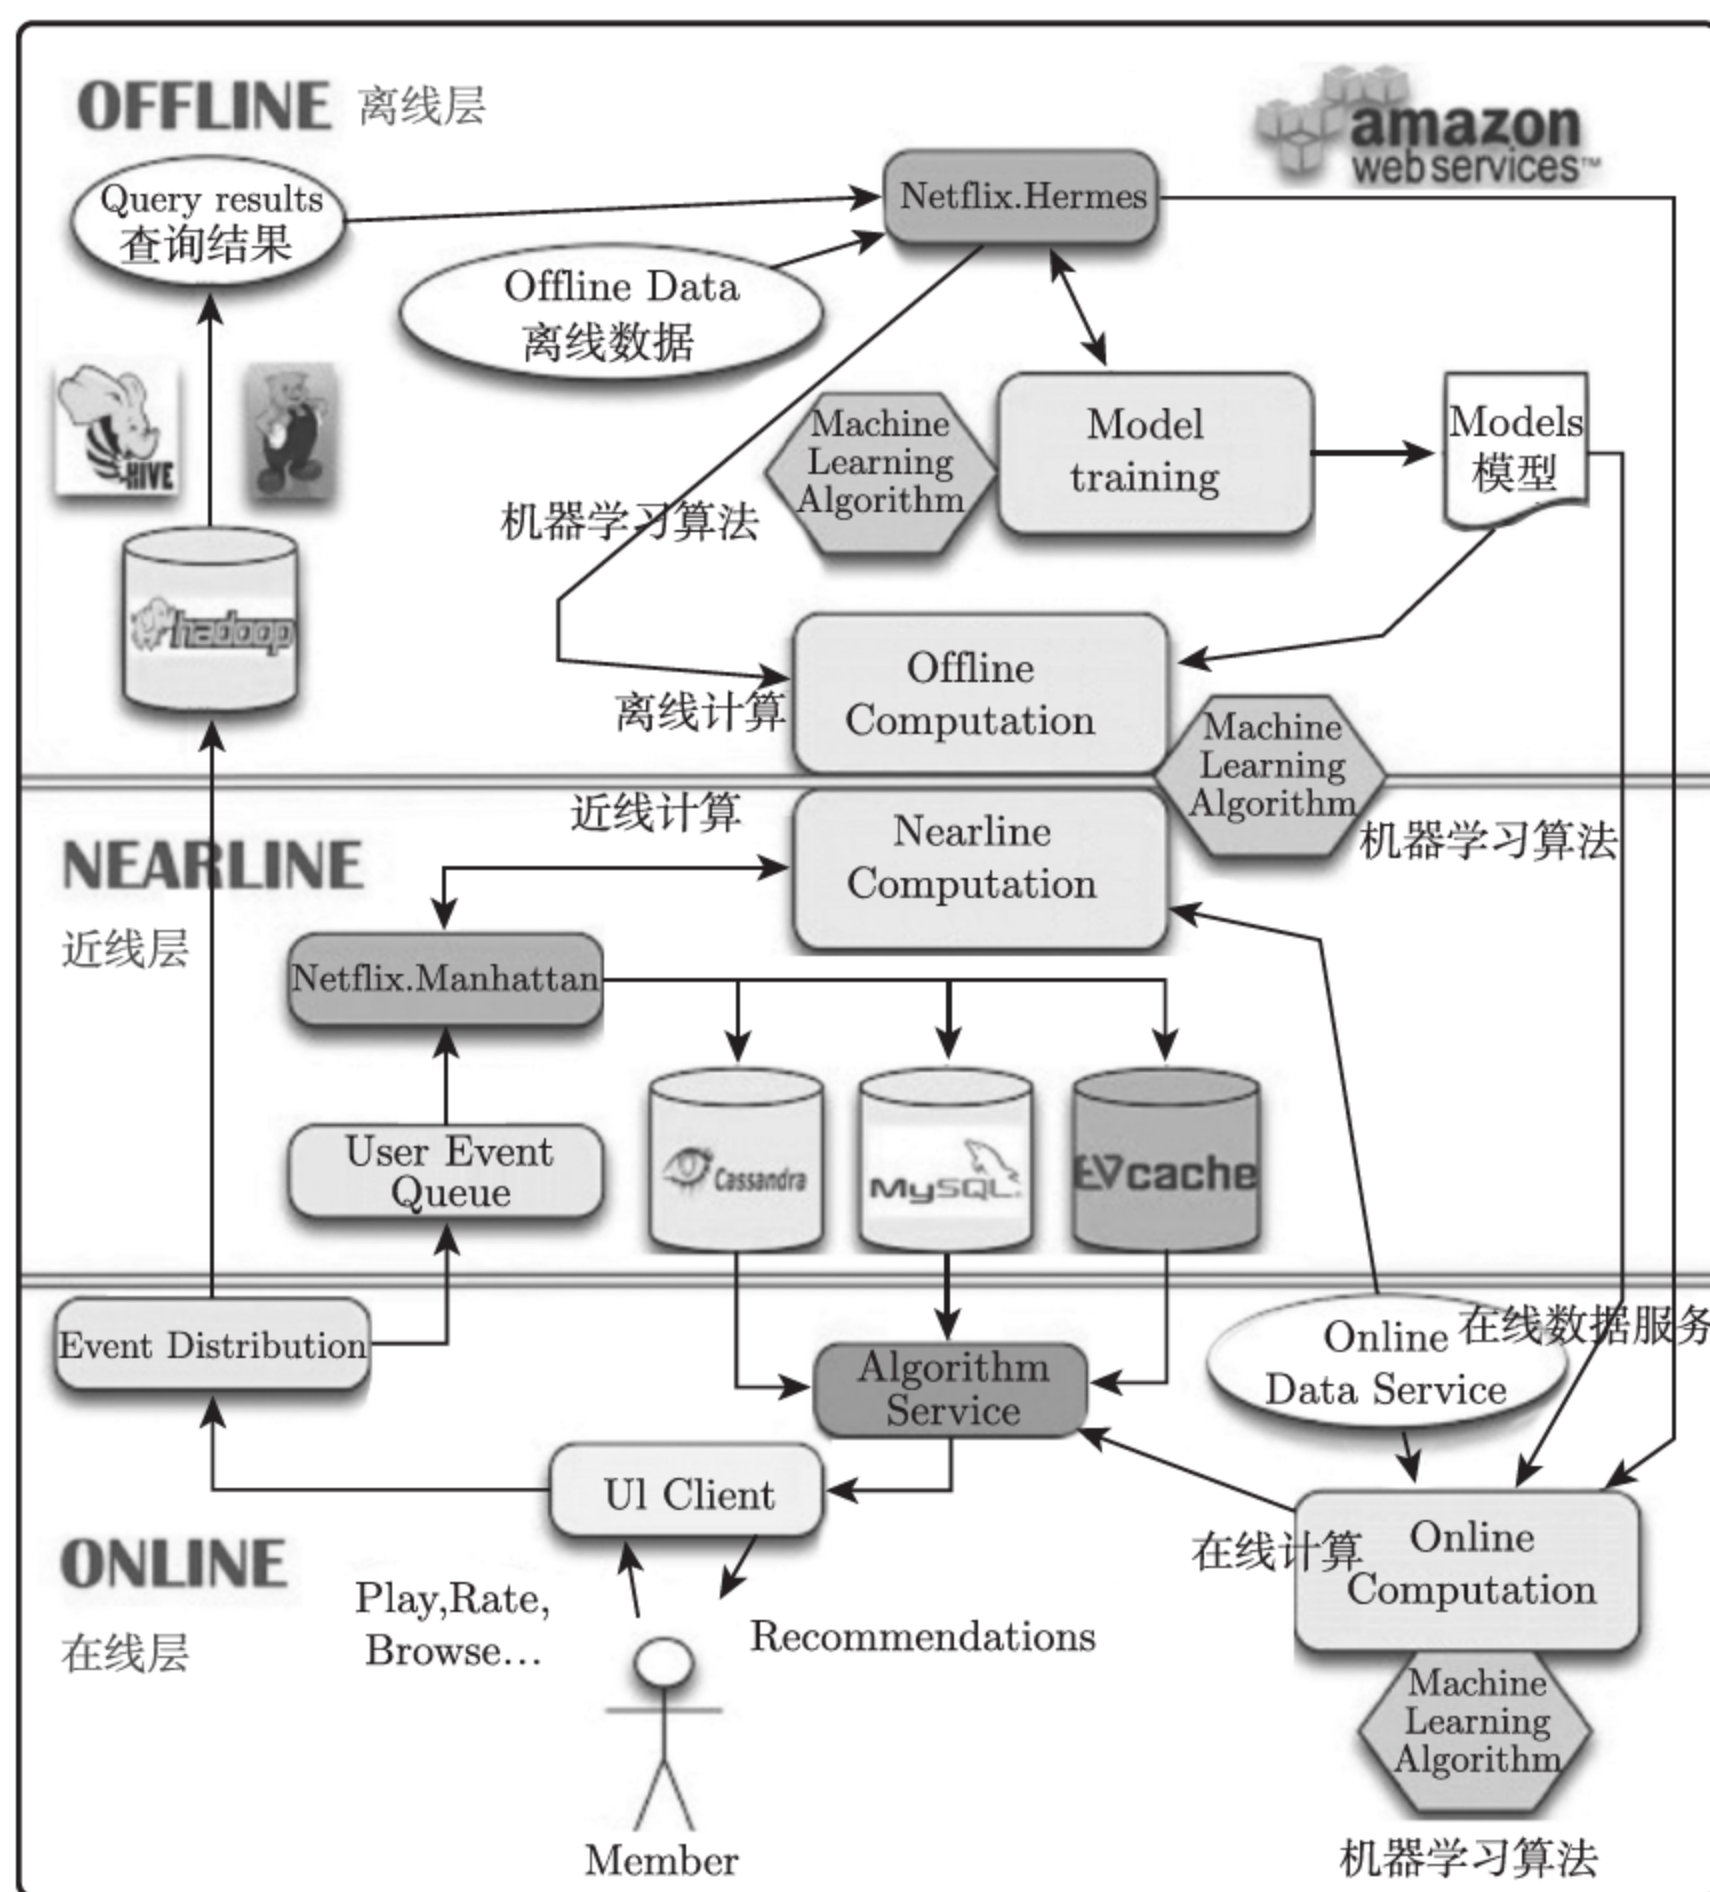 OFFLINE 离线层
amazon
webservices™
Query results
查询结果
Netflix.Hermes
Offline Data
离线数据
HIVE
Machine
Learning
Algorithm
机器学习算法
Model
training
Models
模型
hadoop
Offline
Computation
离线计算
Machine
Learning
Algorithm
机器学习算法
近线计算
Nearline
Computation
NEARLINE
近线层
Netflix.Manhattan
User Event
Queue
Cassandra
MySQL
EVcache
Event Distribution
Algorithm
Service
Online
Data Service
在线数据服务
Ul Client
ONLINE
在线层
Play,Rate,
Browse…
Recommendations
在线计算
Online
Computation
Machine
Learning
Algorithm
机器学习算法
Member